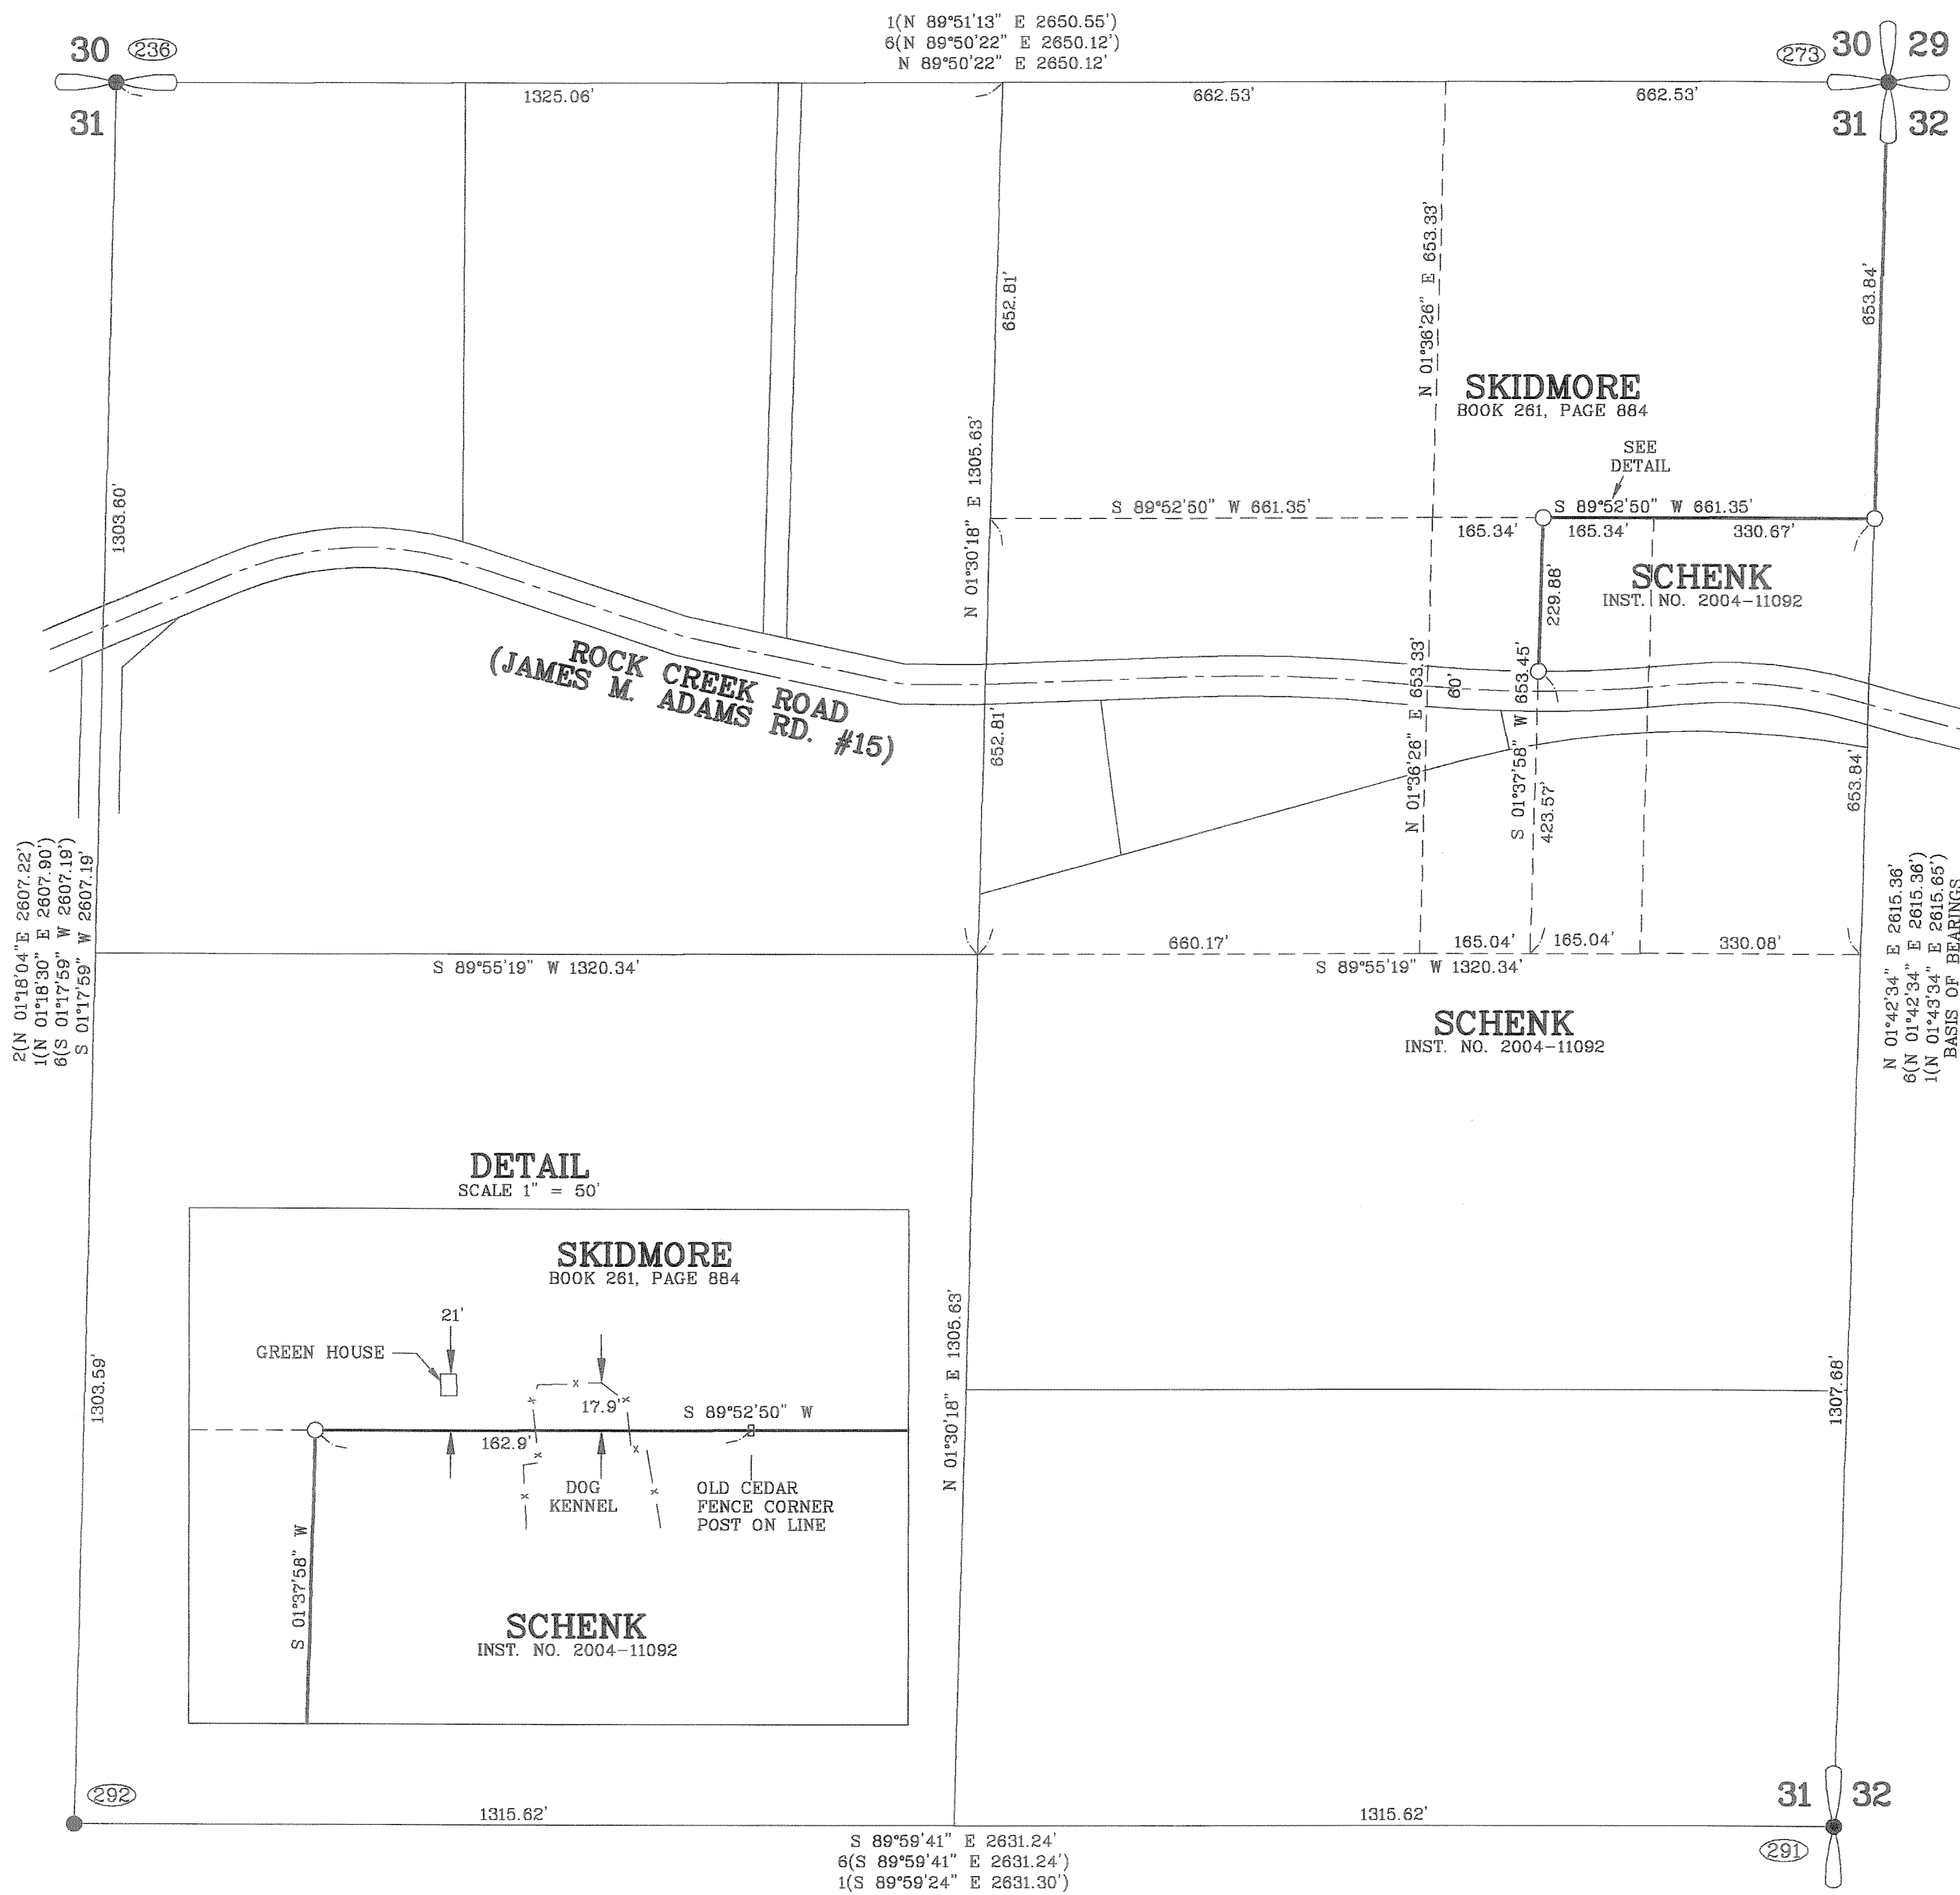 1(N 89°51'13" E 2650.55')
6(N 89°50'22" E 2650.12')
N 89°50'22" E 2650.12'
30
236
31
273
30
29
31
32
1325.06'
662.53'
662.53'
1303.60'
652.81'
N 01°30'18" E 1305.63'
N 01°36'26" E 653.33'
653.84'
SKIDMORE
BOOK 261, PAGE 884
SEE
DETAIL
S 89°52'50" W 661.35'
S 89°52'50" W 661.35'
165.34'
165.34'
330.67'
SCHENK
INST. NO. 2004-11092
229.88'
ROCK CREEK ROAD
(JAMES M. ADAMS RD. #15)
652.81'
N 01°36'26" E 653.33'
60'
S 01°37'58" W 653.45'
423.57'
653.84'
2(N 01°18'04"E 2607.22')
1(N 01°18'30" E 2607.90')
6(S 01°17'59" W 2607.19')
S 01°17'59" W 2607.19'
N 01°42'34" E 2615.36'
6(N 01°42'34" E 2615.36')
1(N 01°43'34" E 2615.65')
BASIS OF BEARINGS
660.17'
165.04'
165.04'
330.08'
S 89°55'19" W 1320.34'
S 89°55'19" W 1320.34'
SCHENK
INST. NO. 2004-11092
DETAIL
SCALE 1" = 50'
SKIDMORE
BOOK 261, PAGE 884
21'
GREEN HOUSE
17.9'
S 89°52'50" W
162.9'
DOG
KENNEL
OLD CEDAR
FENCE CORNER
POST ON LINE
S 01°37'58" W
SCHENK
INST. NO. 2004-11092
1303.59'
N 01°30'18" E 1305.63'
1307.68'
292
1315.62'
1315.62'
31
32
291
S 89°59'41" E 2631.24'
6(S 89°59'41" E 2631.24')
1(S 89°59'24" E 2631.30')